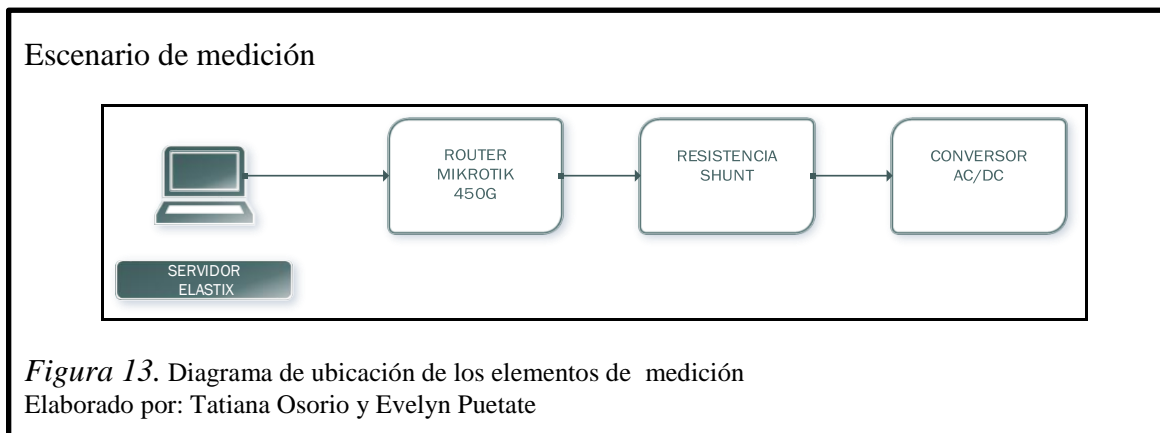 Escenario de medición
ROUTER
MIKROTIK
450G
RESISTENCIA
SHUNT
CONVERSOR
AC/DC
SERVIDOR
ELASTIX
Figura 13. Diagrama de ubicación de los elementos de medición
Elaborado por: Tatiana Osorio y Evelyn Puetate